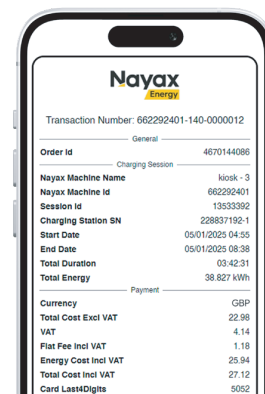 Nayax
Energy
Transaction Number: 662292401-140-0000012
General
Order Id 4670144086
Charging Session
Nayax Machine Name kiosk - 3
Nayax Machine Id 662292401
Session Id 13533392
Charging Station SN 228837192-1
Start Date 05/01/2025 04:55
End Date 05/01/2025 08:38
Total Duration 03:42:31
Total Energy 38.827 kWh
Payment
Currency GBP
Total Cost Excl VAT 22.98
VAT 4.14
Flat Fee Incl VAT 1.18
Energy Cost Incl VAT 25.94
Total Cost Incl VAT 27.12
Card Last4Digits 5052